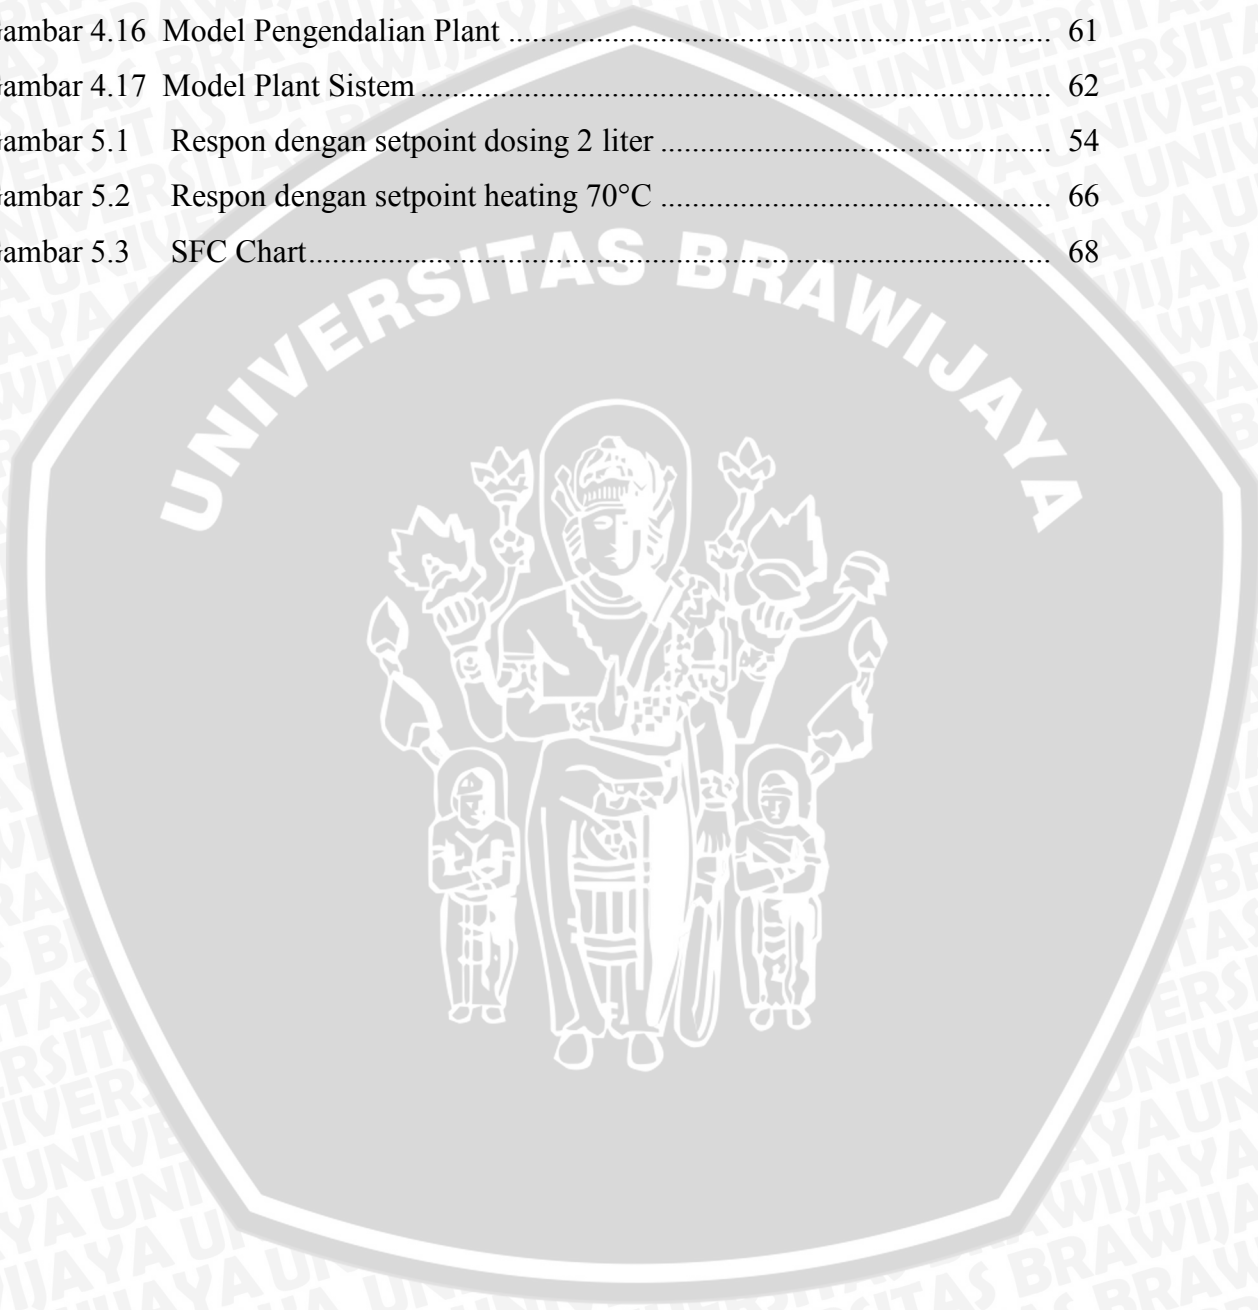 ambar 4.16 Model Pengendalian Plant ........................................................................ 61
ambar 4.17 Model Plant Sistem ................................................................................... 62
ambar 5.1 Respon dengan setpoint dosing 2 liter .................................................... 54
ambar 5.2 Respon dengan setpoint heating 70°C .................................................... 66
ambar 5.3 SFC Chart.................................................................................................. 68
UNIVERSITAS BRAWIJAYA